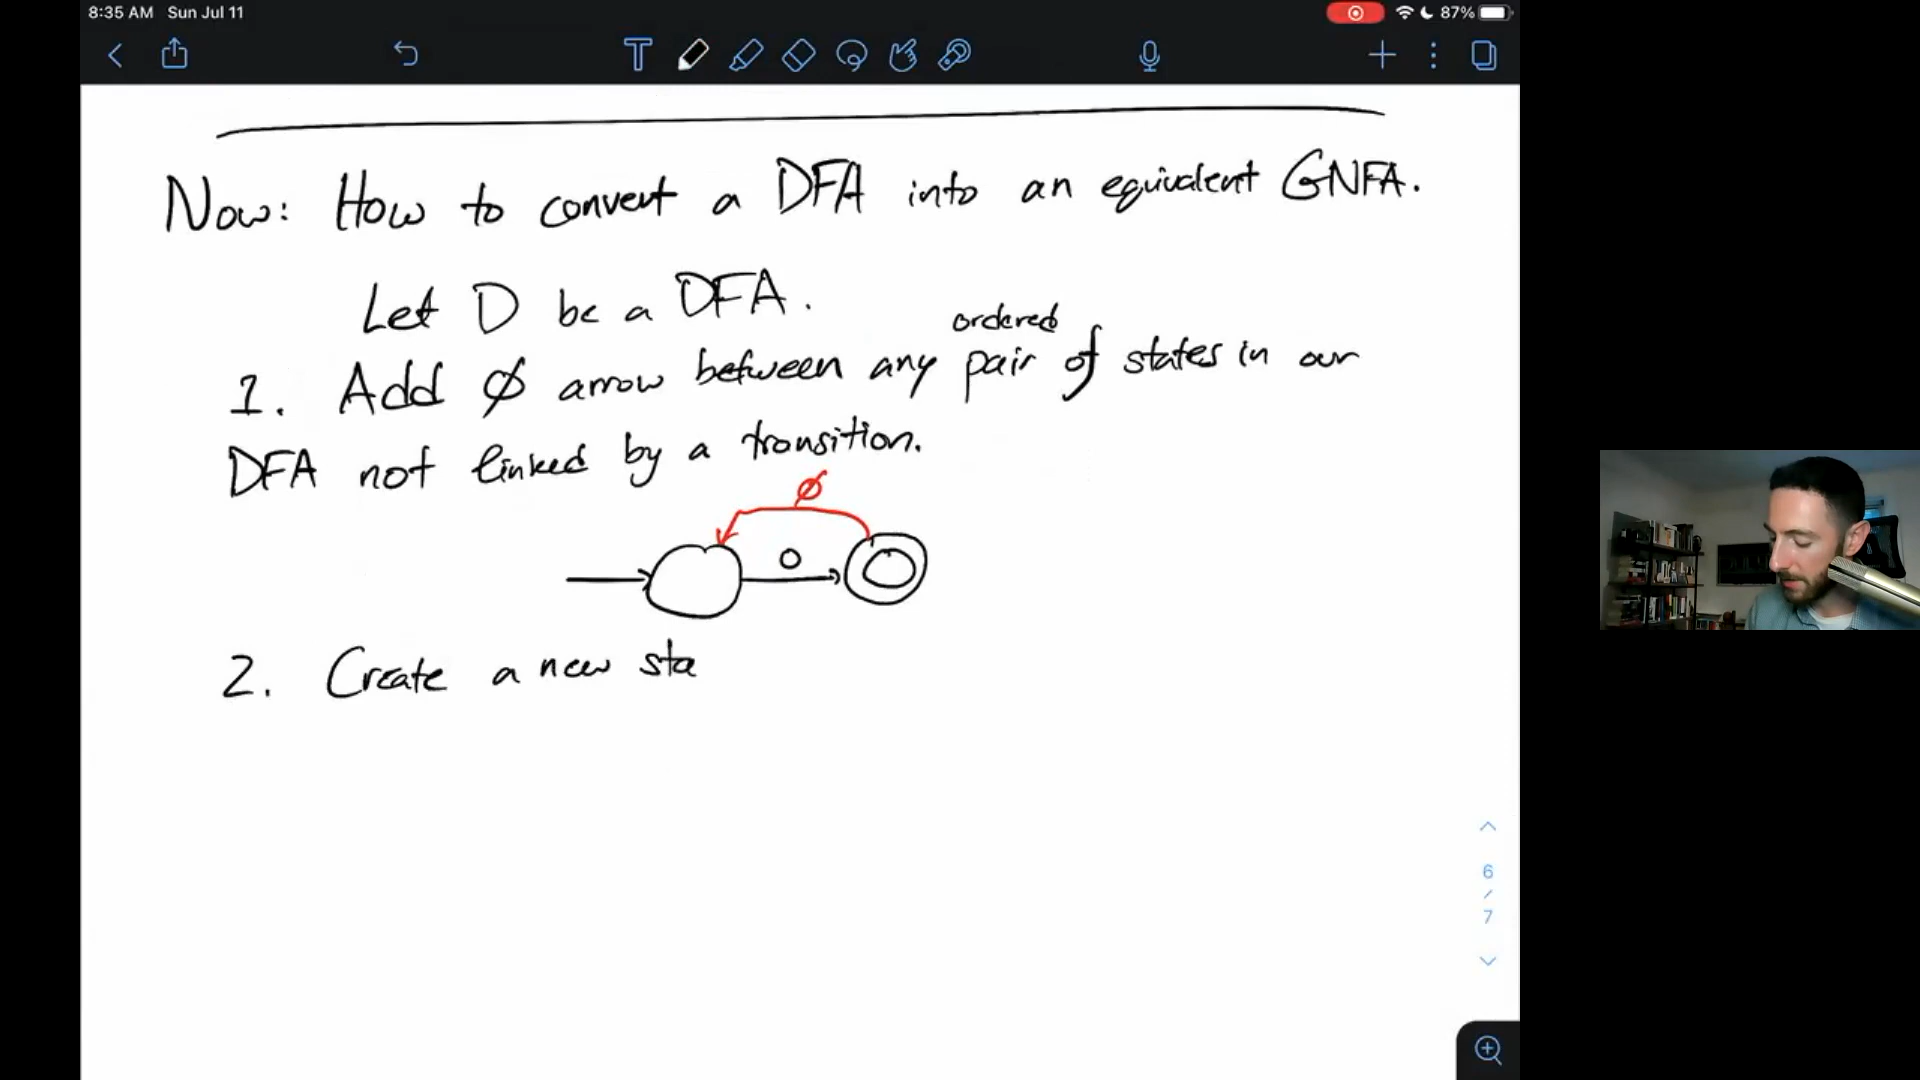 8:35 AM Sun Jul 11 87%
T
Now: How to convert a DFA into an equivalent GNFA.
Let D be a DFA.
ordered
1. Add ∅ arrow between any pair of states in our
DFA not linked by a transition.
∅
0
2. Create a new sta
6
/
7